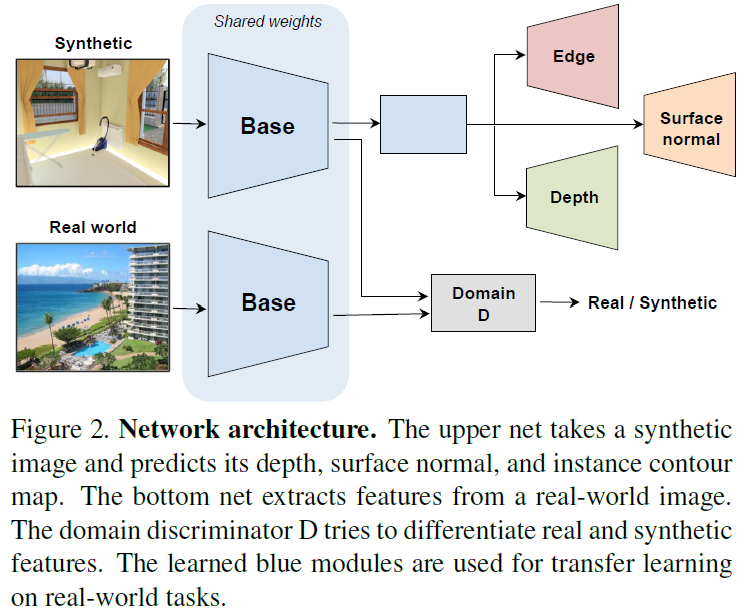 Shared weights
Synthetic
Base
Edge
Surface
normal
Depth
Real world
Base
Domain
D
Real / Synthetic
Figure 2. Network architecture. The upper net takes a synthetic
image and predicts its depth, surface normal, and instance contour
map. The bottom net extracts features from a real-world image.
The domain discriminator D tries to differentiate real and synthetic
features. The learned blue modules are used for transfer learning
on real-world tasks.